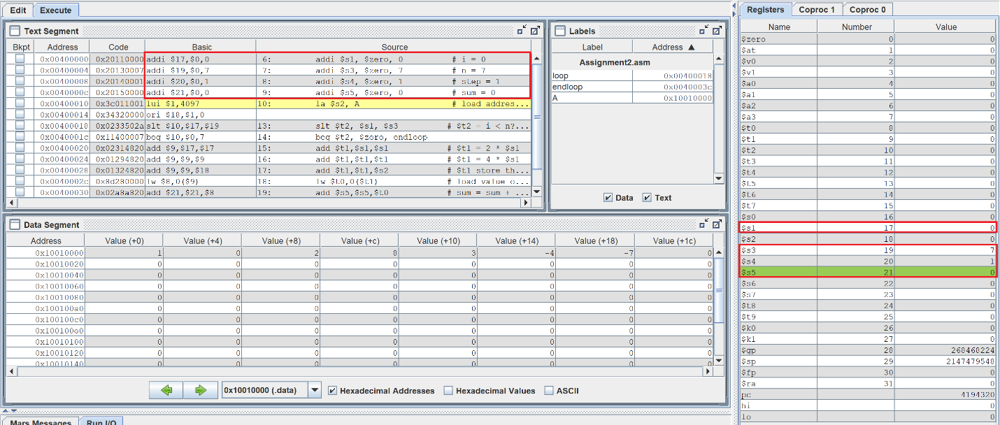 Edit Execute
Text Segment
Bkpt Address Code Basic Source
0x00400000 0x20110000 addi $17,$0,0 6: addi $s1, $zero, 0 # i = 0
0x00400004 0x20130007 addi $19,$0,7 7: addi $s3, $zero, 7 # n = 7
0x00400008 0x20140001 addi $20,$0,1 8: addi $s4, $zero, 1 # step = 1
0x0040000c 0x20150000 addi $21,$0,0 9: addi $s5, $zero, 0 # sum = 0
0x00400010 0x3c011001 lui $1,4097 10: la $s2, A # load addres...
0x00400014 0x34320000 ori $18,$1,0
0x00400018 0x0233502a slt $10,$17,$19 13: slt $t2, $s1, $s3 # $t2 = i < n?...
0x0040001c 0x11400007 beq $10,$0,7 14: beq $t2, $zero, endloop
0x00400020 0x02314820 add $9,$17,$17 15: add $t1,$s1,$s1 # $t1 = 2 * $s1
0x00400024 0x01294820 add $9,$9,$9 16: add $t1,$t1,$t1 # $t1 = 4 * $s1
0x00400028 0x01324820 add $9,$9,$18 17: add $t1,$t1,$s2 # $t1 store th...
0x0040002c 0x8d280000 lw $8,0($9) 18: lw $t0,0($t1) # load value o...
0x00400030 0x02a8a820 add $21,$21,$8 19: add $s5,$s5,$t0 # sum = sum + ...
Labels
Label Address ▲
Assignment2.asm
loop 0x00400018
endloop 0x0040003c
A 0x10010000
Data Text
Data Segment
Address Value (+0) Value (+4) Value (+8) Value (+c) Value (+10) Value (+14) Value (+18) Value (+1c)
0x10010000 1 0 2 8 3 -4 -7 0
0x10010020 0 0 0 0 0 0 0 0
0x10010040 0 0 0 0 0 0 0 0
0x10010060 0 0 0 0 0 0 0 0
0x10010080 0 0 0 0 0 0 0 0
0x100100a0 0 0 0 0 0 0 0 0
0x100100c0 0 0 0 0 0 0 0 0
0x100100e0 0 0 0 0 0 0 0 0
0x10010100 0 0 0 0 0 0 0 0
0x10010120 0 0 0 0 0 0 0 0
0x10010140 0 0 0 0 0 0 0 0
0x10010000 (.data) Hexadecimal Addresses Hexadecimal Values ASCII
Mars Messages Run I/O
Registers Coproc 1 Coproc 0
Name Number Value
$zero 0 0
$at 1 0
$v0 2 0
$v1 3 0
$a0 4 0
$a1 5 0
$a2 6 0
$a3 7 0
$t0 8 0
$t1 9 0
$t2 10 0
$t3 11 0
$t4 12 0
$t5 13 0
$t6 14 0
$t7 15 0
$s0 16 0
$s1 17 0
$s2 18 0
$s3 19 7
$s4 20 1
$s5 21 0
$s6 22 0
$s7 23 0
$t8 24 0
$t9 25 0
$k0 26 0
$k1 27 0
$gp 28 268468224
$sp 29 2147479548
$fp 30 0
$ra 31 0
pc 4194320
hi 0
lo 0